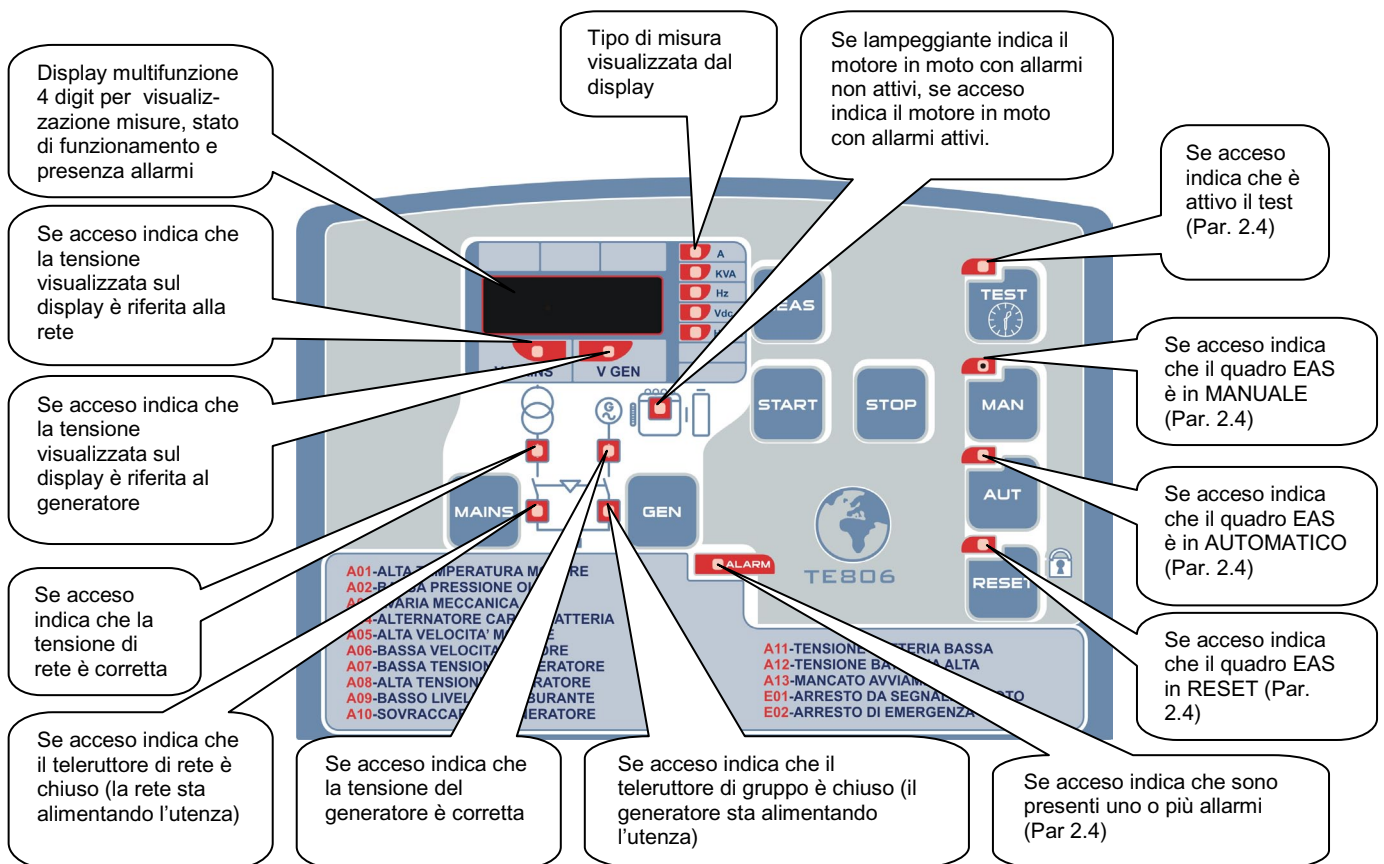 Display multifunzione
4 digit per visualiz-
zazione misure, stato
di funzionamento e
presenza allarmi
Tipo di misura
visualizzata dal
display
Se lampeggiante indica il
motore in moto con allarmi
non attivi, se acceso
indica il motore in moto
con allarmi attivi.
Se acceso
indica che è
attivo il test
(Par. 2.4)
Se acceso indica che
la tensione
visualizzata sul
display è riferita alla
rete
Se acceso indica che
la tensione
visualizzata sul
display è riferita al
generatore
Se acceso
indica che la
tensione di
rete è corretta
Se acceso indica che
il teleruttore di rete è
chiuso (la rete sta
alimentando l'utenza)
Se acceso indica che
la tensione del
generatore è corretta
Se acceso indica che il
teleruttore di gruppo è chiuso (il
generatore sta alimentando
l'utenza)
Se acceso indica che sono
presenti uno o più allarmi
(Par 2.4)
Se acceso indica
che il quadro EAS
è in MANUALE
(Par. 2.4)
Se acceso indica
che il quadro EAS
è in AUTOMATICO
(Par. 2.4)
Se acceso indica
che il quadro EAS
in RESET (Par.
2.4)
A
KVA
Hz
Vdc
V GEN
G
TEST
START
STOP
MAN
AUT
RESET
MAINS
GEN
ALARM
TE806
A01-ALTA TEMPERATURA
A02- PRESSIONE
MECCANICA
ALTERNATORE
A05-ALTA VELOCITA'
A06-BASSA
A07-BASSA
A08-ALTA
A09-BASSO
A10-
A11-TENSIONE BASSA
A12-TENSIONE ALTA
A13-MANCATO
E01-ARRESTO DA
E02-ARRESTO DI EMERGENZA